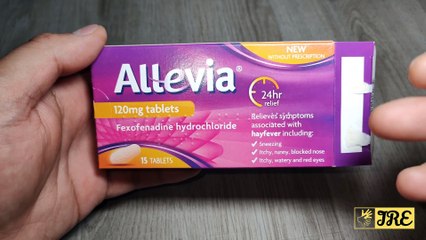 NEW
WITHOUT PRESCRIPTION
Allevia®
24hr
relief
120mg tablets
Fexofenadine hydrochloride
Relieves symptoms
associated with
hayfever including:
✓ Sneezing
✓ Itchy, runny, blocked nose
✓ Itchy, watery and red eyes
15 TABLETS
JRE